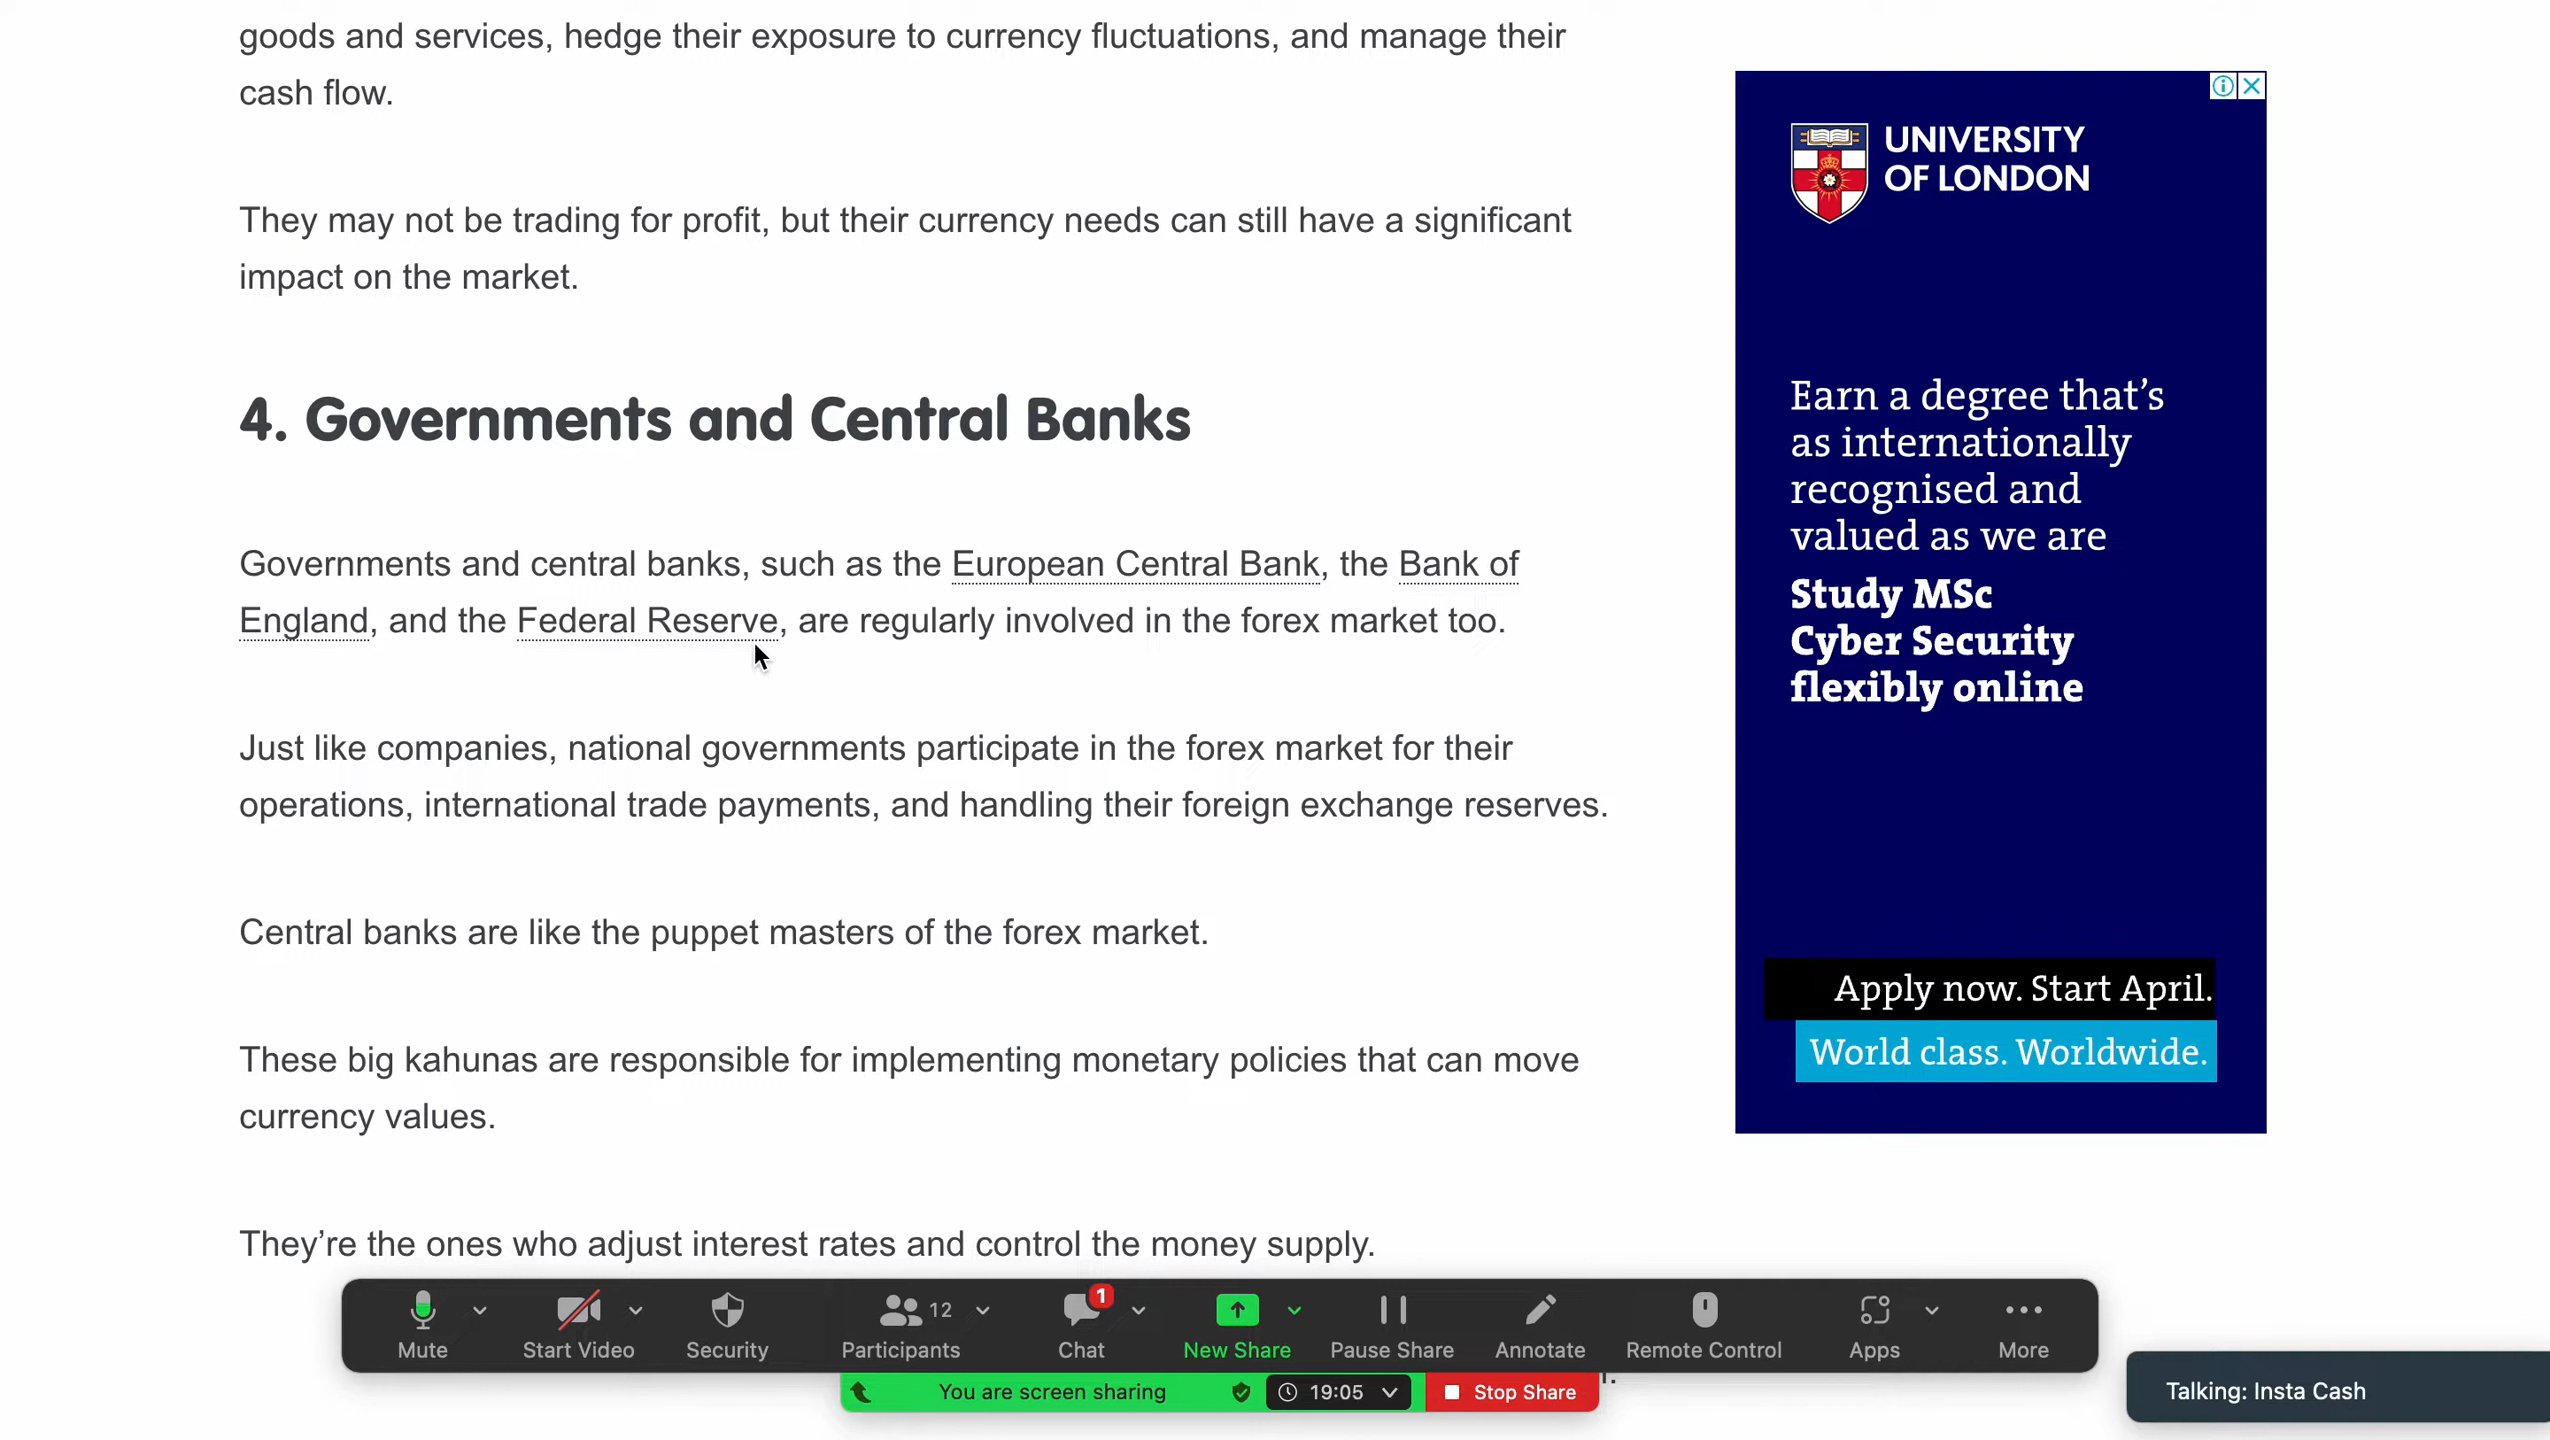 goods and services, hedge their exposure to currency fluctuations, and manage their
cash flow.
They may not be trading for profit, but their currency needs can still have a significant
impact on the market.
4. Governments and Central Banks
Governments and central banks, such as the European Central Bank, the Bank of
England, and the Federal Reserve, are regularly involved in the forex market too.
Just like companies, national governments participate in the forex market for their
operations, international trade payments, and handling their foreign exchange reserves.
Central banks are like the puppet masters of the forex market.
These big kahunas are responsible for implementing monetary policies that can move
currency values.
They’re the ones who adjust interest rates and control the money supply.
UNIVERSITY
OF LONDON
Earn a degree that’s
as internationally
recognised and
valued as we are
Study MSc
Cyber Security
flexibly online
Apply now. Start April.
World class. Worldwide.
12
1
Mute
Start Video
Security
Participants
Chat
New Share
Pause Share
Annotate
Remote Control
Apps
More
You are screen sharing
19:05
Stop Share
Talking: Insta Cash